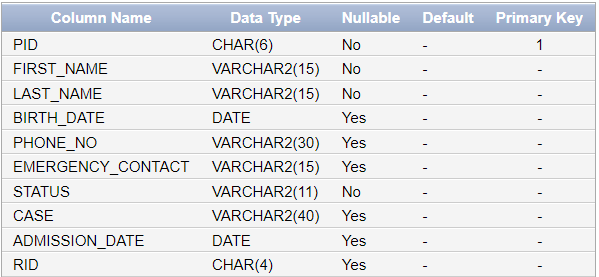 Column Name Data Type Nullable Default Primary Key
PID CHAR(6) No - 1
FIRST_NAME VARCHAR2(15) No - -
LAST_NAME VARCHAR2(15) No - -
BIRTH_DATE DATE Yes - -
PHONE_NO VARCHAR2(30) Yes - -
EMERGENCY_CONTACT VARCHAR2(15) Yes - -
STATUS VARCHAR2(11) No - -
CASE VARCHAR2(40) Yes - -
ADMISSION_DATE DATE Yes - -
RID CHAR(4) Yes - -